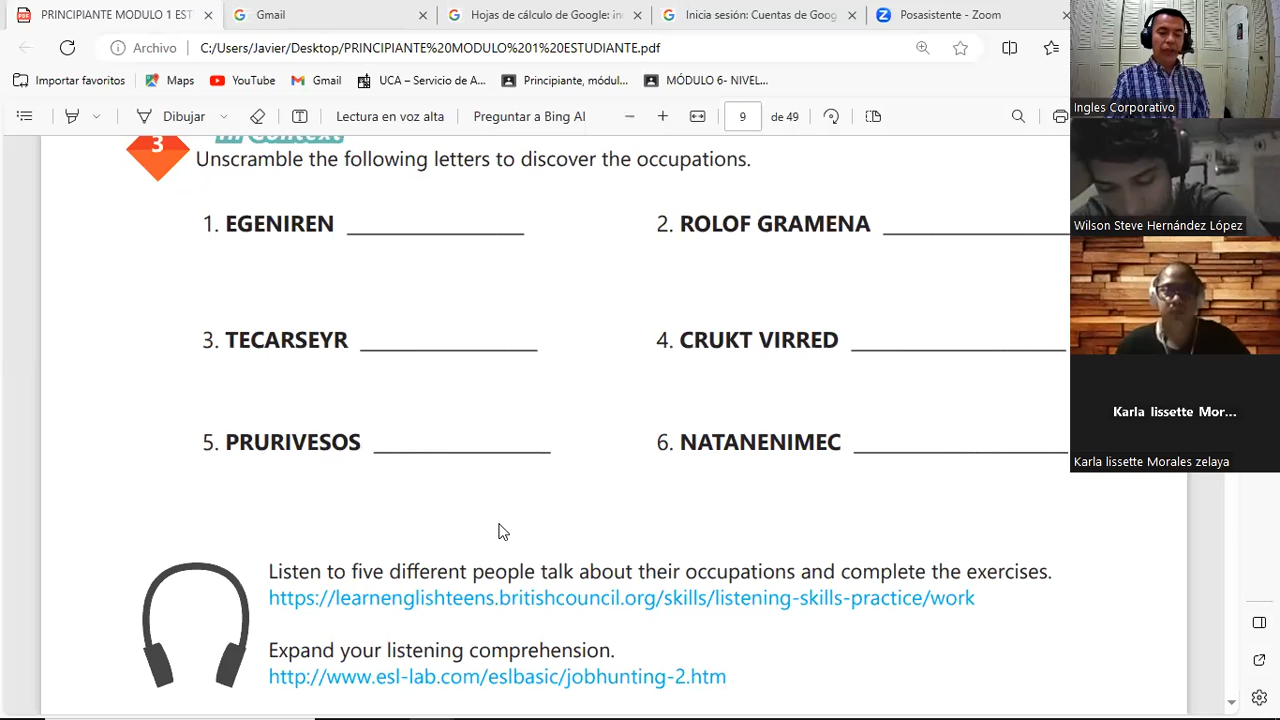 PRINCIPIANTE MODULO 1 EST
Gmail
Hojas de cálculo de Google: in
Inicia sesión: Cuentas de Goog
osasistente - Zoom
Archivo
C:/Users/Javier/Desktop/PRINCIPIANTE%20MODULO%201%20ESTUDIANTE.pdf
Importar favoritos
Maps
YouTube
Gmail
UCA – Servicio de A...
Principiante, módul...
MÓDULO 6- NIVEL...
Dibujar
Lectura en voz alta
Preguntar a Bing AI
9
de 49
3
In Context
Unscramble the following letters to discover the occupations.
1. EGENIREN
2. ROLOF GRAMENA
3. TECARSEYR
4. CRUKT VIRRED
5. PRURIVESOS
6. NATANENIMEC
Listen to five different people talk about their occupations and complete the exercises.
https://learnenglishteens.britishcouncil.org/skills/listening-skills-practice/work
Expand your listening comprehension.
http://www.esl-lab.com/eslbasic/jobhunting-2.htm
Ingles Corporativo
Wilson Steve Hernández López
Karla lissette Mor...
Karla lissette Morales zelaya